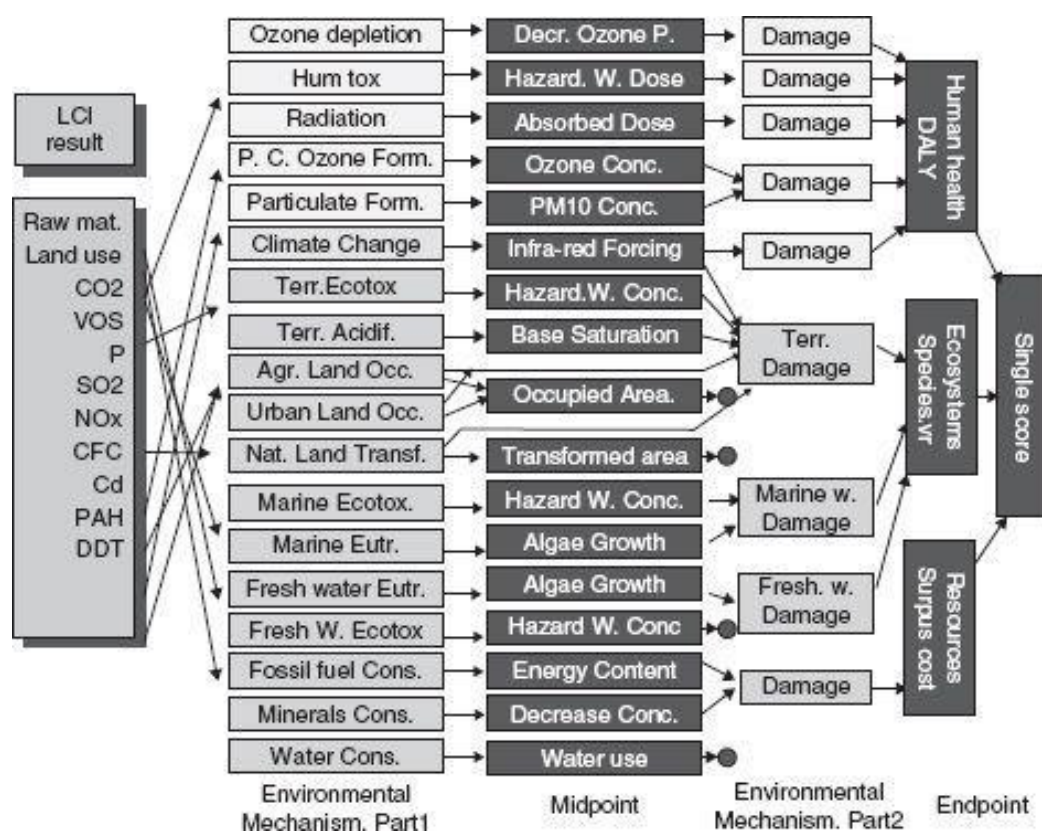 LCI
result
Raw mat.
Land use
CO2
VOS
P
SO2
NOx
CFC
Cd
PAH
DDT
Ozone depletion
Hum tox
Radiation
P. C. Ozone Form.
Particulate Form.
Climate Change
Terr.Ecotox
Terr. Acidif.
Agr. Land Occ.
Urban Land Occ.
Nat. Land Transf.
Marine Ecotox.
Marine Eutr.
Fresh water Eutr.
Fresh W. Ecotox
Fossil fuel Cons.
Minerals Cons.
Water Cons.
Environmental
Mechanism. Part1
Decr. Ozone P.
Hazard. W. Dose
Absorbed Dose
Ozone Conc.
PM10 Conc.
Infra-red Forcing
Hazard.W. Conc.
Base Saturation
Occupied Area.
Transformed area
Hazard W. Conc.
Algae Growth
Algae Growth
Hazard W. Conc
Energy Content
Decrease Conc.
Water use
Midpoint
Damage
Damage
Damage
Damage
Damage
Terr.
Damage
Marine w.
Damage
Fresh. w.
Damage
Damage
Environmental
Mechanism. Part2
Human health
DALY
Ecosystems
Species.vr
Resources
Surpus cost
Single score
Endpoint